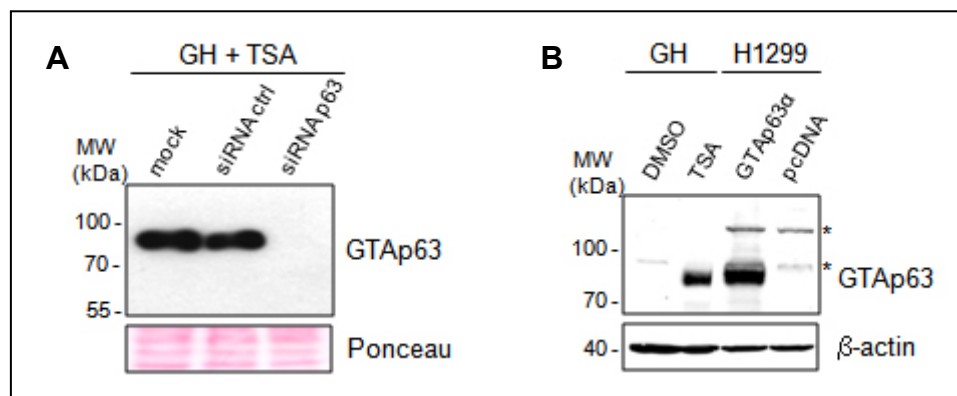 A
GH + TSA
MW
(kDa)
mock
siRNActrl
siRNAp63
100 -
70 -
55 -
GTAp63
Ponceau
B
GH
H1299
MW
(kDa)
DMSO
TSA
GTAp63α
pcDNA
*
100 -
*
GTAp63
70 -
40 -
β-actin